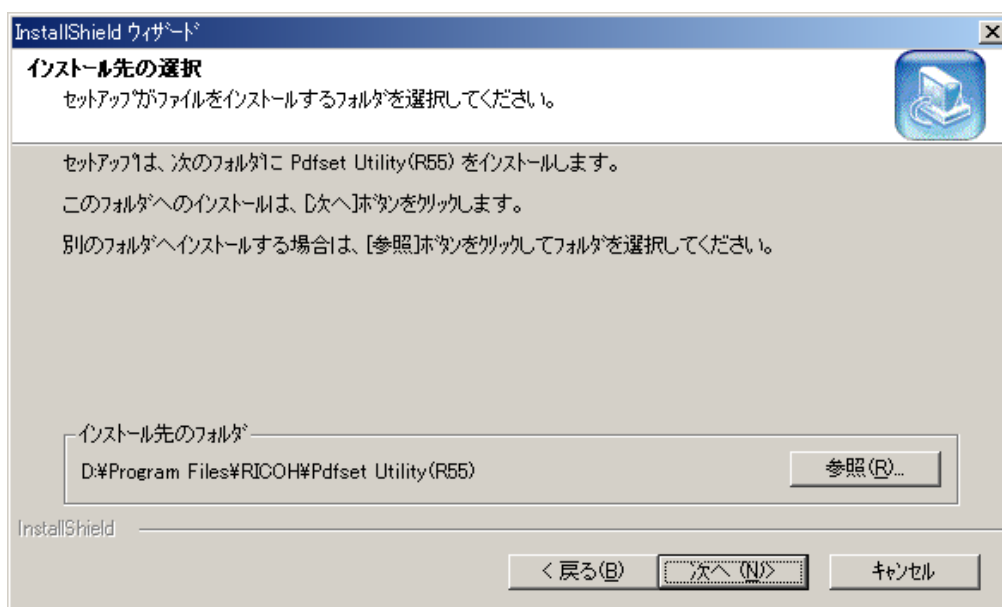 InstallShield ウィザード
インストール先の選択
セットアップがファイルをインストールするフォルダを選択してください。
セットアップは、次のフォルダに Pdfset Utility(R55) をインストールします。
このフォルダへのインストールは、[次へ]ボタンをクリックします。
別のフォルダへインストールする場合は、[参照]ボタンをクリックしてフォルダを選択してください。
インストール先のフォルダ
D:¥Program Files¥RICOH¥Pdfset Utility(R55)
参照(R)...
InstallShield
< 戻る(B)
次へ (N)>
キャンセル